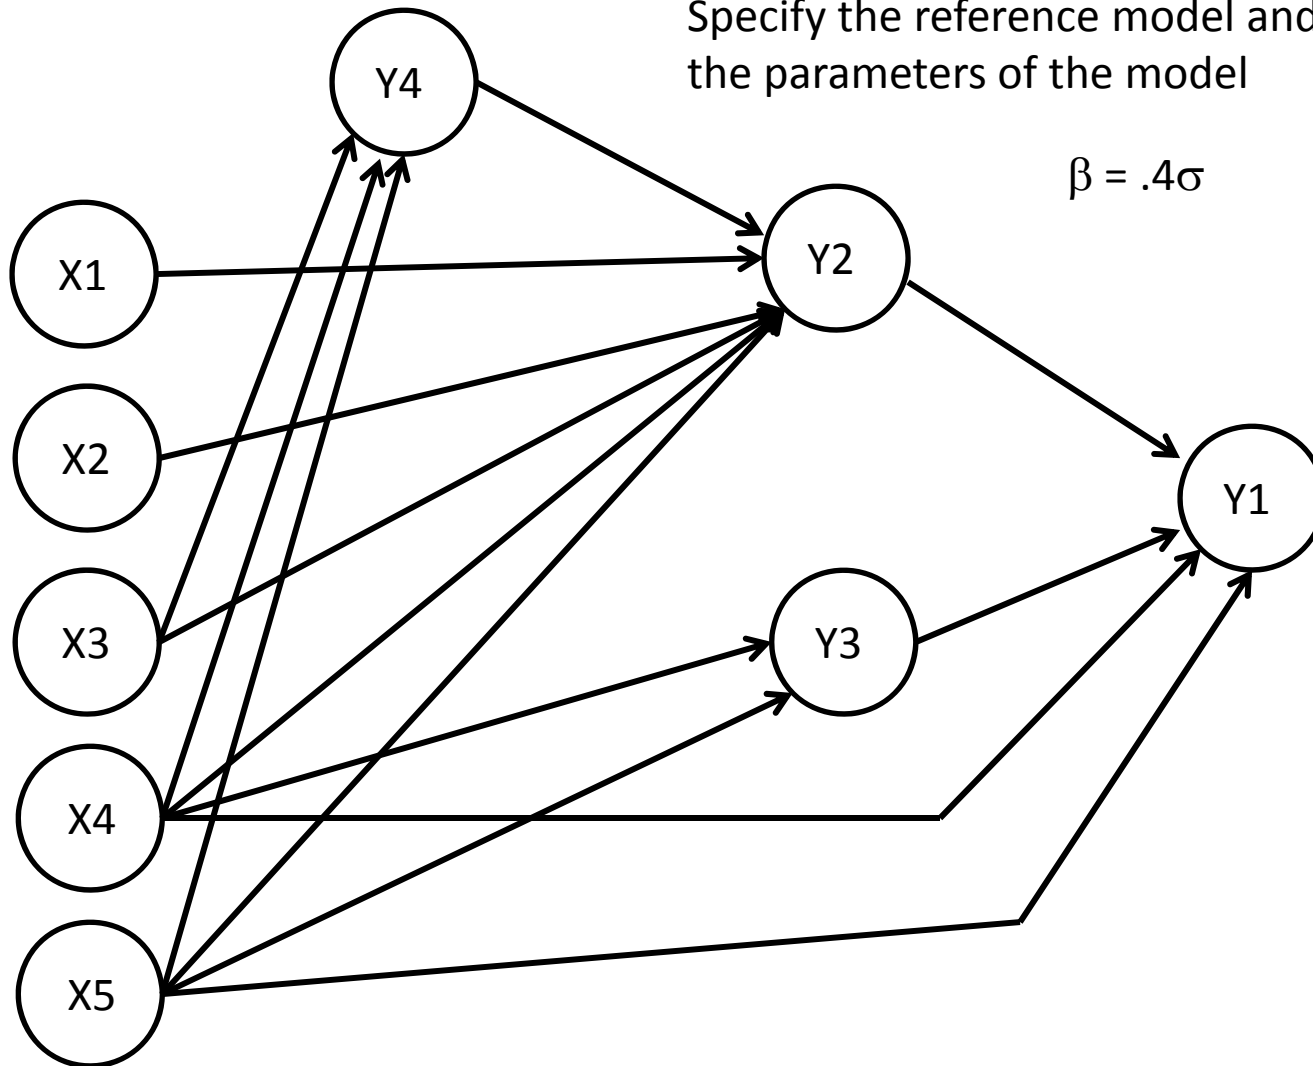 Specify the reference model and
the parameters of the model
Y4
β = .4σ
X1
Y2
X2
Y1
X3
Y3
X4
X5